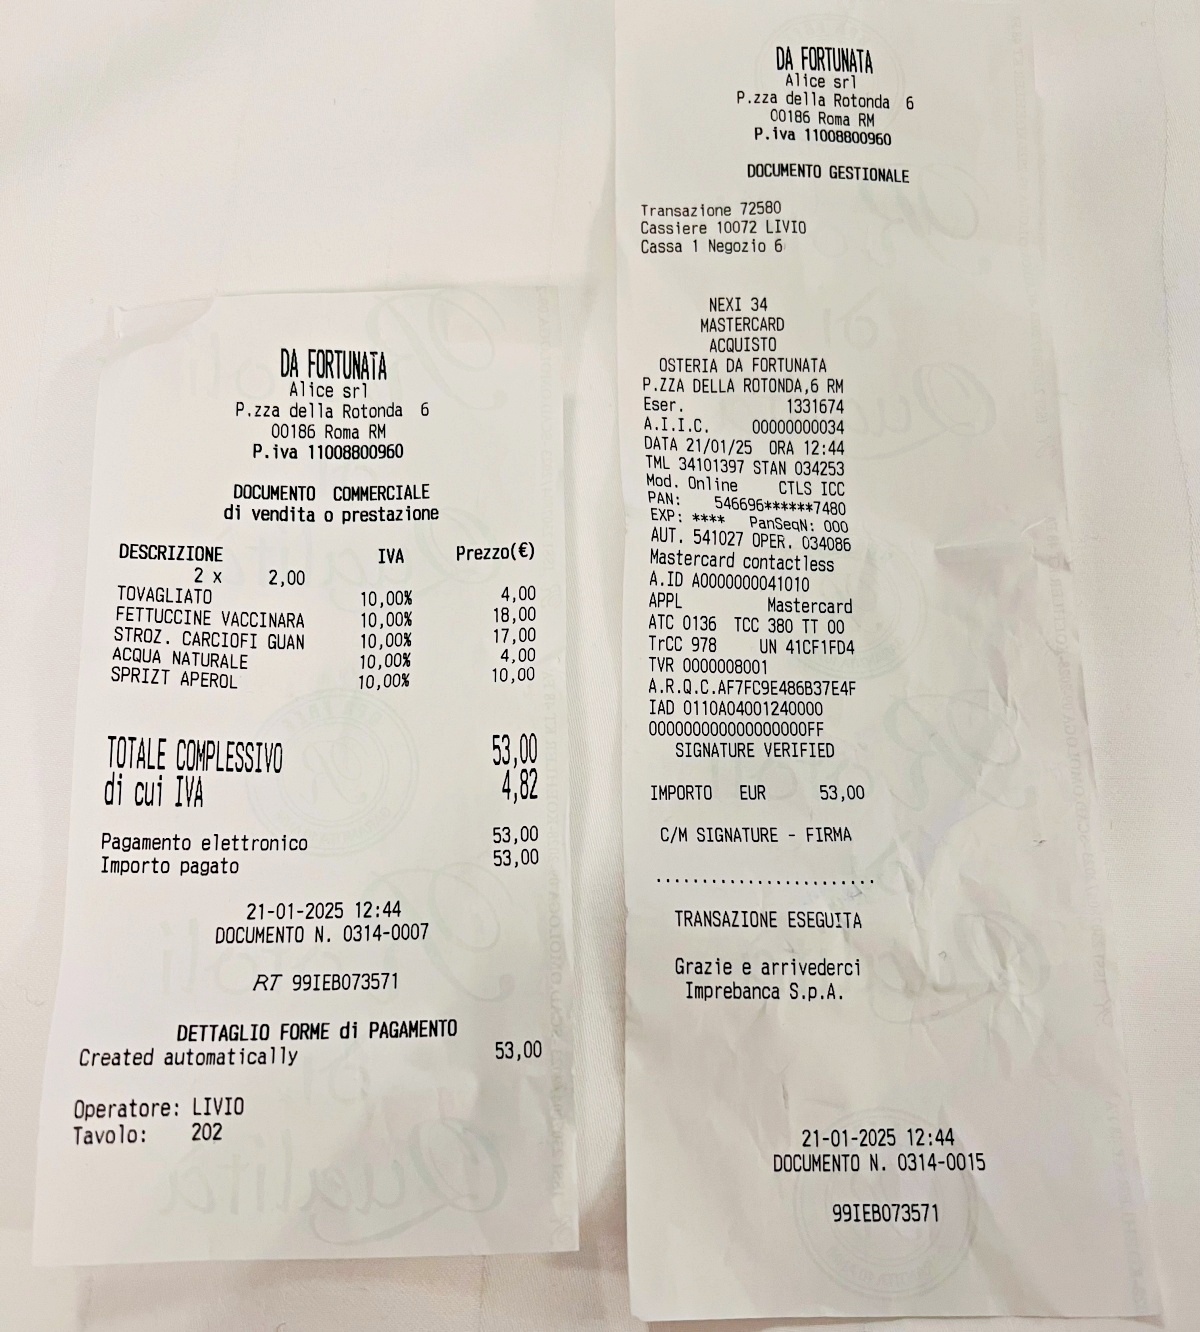 DA FORTUNATA
Alice srl
P.zza della Rotonda 6
00186 Roma RM
P.iva 11008800960
DOCUMENTO COMMERCIALE
di vendita o prestazione
DESCRIZIONE IVA Prezzo(€)
2 x 2,00
TOVAGLIATO 10,00% 4,00
FETTUCCINE VACCINARA 10,00% 18,00
STROZ. CARCIOFI GUAN 10,00% 17,00
ACQUA NATURALE 10,00% 4,00
SPRIZT APEROL 10,00% 10,00
TOTALE COMPLESSIVO 53,00
di cui IVA 4,82
Pagamento elettronico 53,00
Importo pagato 53,00
21-01-2025 12:44
DOCUMENTO N. 0314-0007
RT 99IEB073571
DETTAGLIO FORME di PAGAMENTO
Created automatically 53,00
Operatore: LIVIO
Tavolo: 202
DA FORTUNATA
Alice srl
P.zza della Rotonda 6
00186 Roma RM
P.iva 11008800960
DOCUMENTO GESTIONALE
Transazione 72580
Cassiere 10072 LIVIO
Cassa 1 Negozio 6
NEXI 34
MASTERCARD
ACQUISTO
OSTERIA DA FORTUNATA
P.ZZA DELLA ROTONDA,6 RM
Eser. 1331674
A.I.I.C. 00000000034
DATA 21/01/25 ORA 12:44
TML 34101397 STAN 034253
Mod. Online CTLS ICC
PAN: 546696******7480
EXP: **** PanSeqN: 000
AUT. 541027 OPER. 034086
Mastercard contactless
A.ID A0000000041010
APPL Mastercard
ATC 0136 TCC 380 TT 00
TrCC 978 UN 41CF1FD4
TVR 0000008001
A.R.Q.C.AF7FC9E486B37E4F
IAD 0110A04001240000
000000000000000000FF
SIGNATURE VERIFIED
IMPORTO EUR 53,00
C/M SIGNATURE - FIRMA
........................
TRANSAZIONE ESEGUITA
Grazie e arrivederci
Imprebanca S.p.A.
21-01-2025 12:44
DOCUMENTO N. 0314-0015
99IEB073571